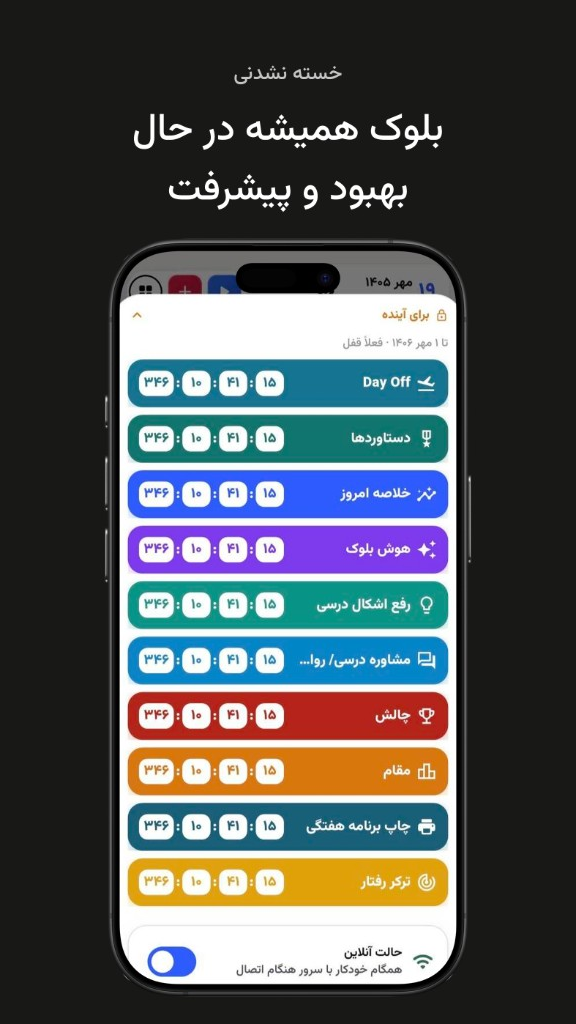 خسته نشدنی
بلوک همیشه در حال
بهبود و پیشرفت
۱۹ مهر ۱۴۰۵
برای آینده
تا ۱ مهر ۱۴۰۶ · فعلاً قفل
Day Off ۳۴۶ : ۱۰ : ۴۱ : ۱۵
دستاوردها ۳۴۶ : ۱۰ : ۴۱ : ۱۵
خلاصه امروز ۳۴۶ : ۱۰ : ۴۱ : ۱۵
هوش بلوک ۳۴۶ : ۱۰ : ۴۱ : ۱۵
رفع اشکال درسی ۳۴۶ : ۱۰ : ۴۱ : ۱۵
مشاوره درسی/ روا... ۳۴۶ : ۱۰ : ۴۱ : ۱۵
چالش ۳۴۶ : ۱۰ : ۴۱ : ۱۵
مقام ۳۴۶ : ۱۰ : ۴۱ : ۱۵
چاپ برنامه هفتگی ۳۴۶ : ۱۰ : ۴۱ : ۱۵
ترکر رفتار ۳۴۶ : ۱۰ : ۴۱ : ۱۵
حالت آنلاین
همگام خودکار با سرور هنگام اتصال